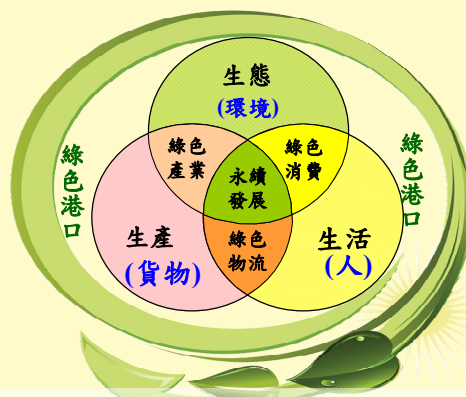 生態
(環境)
綠色
產業
綠色
消費
永續
發展
生產
(貨物)
綠色
物流
生活
(人)
綠色港口
綠色港口